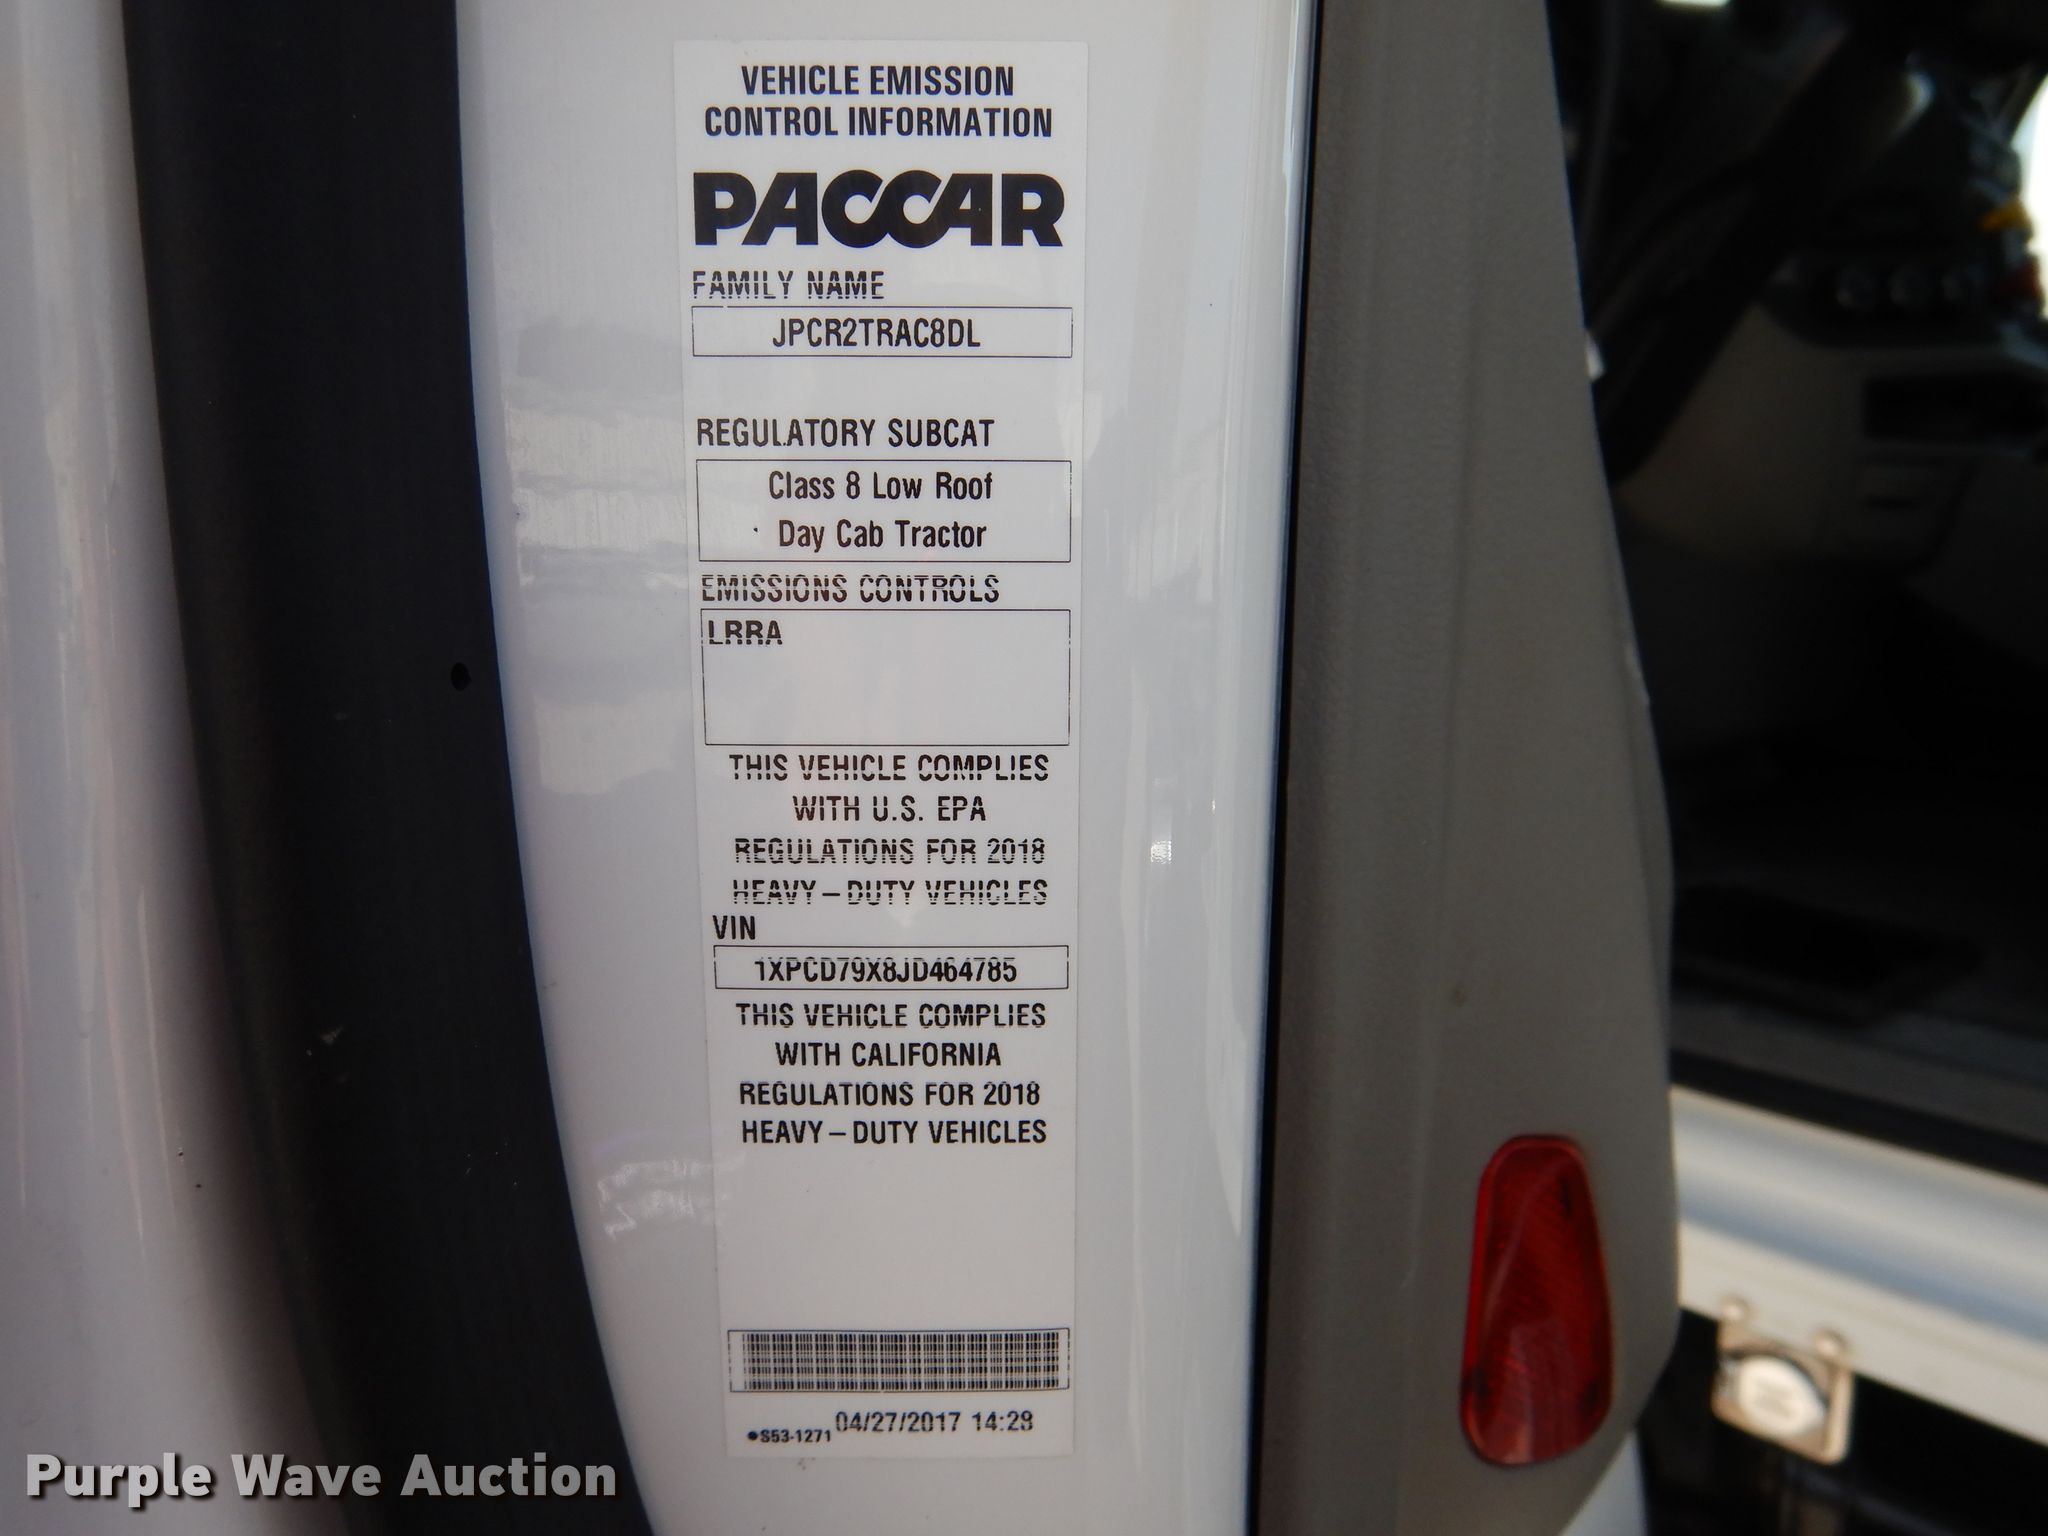 VEHICLE EMISSION
CONTROL INFORMATION
PACCAR
FAMILY NAME
JPCR2TRAC8DL
REGULATORY SUBCAT
Class 8 Low Roof
Day Cab Tractor
EMISSIONS CONTROLS
LRRA
THIS VEHICLE COMPLIES
WITH U.S. EPA
REGULATIONS FOR 2018
HEAVY-DUTY VEHICLES
VIN
1XPCD79X8JD464785
THIS VEHICLE COMPLIES
WITH CALIFORNIA
REGULATIONS FOR 2018
HEAVY-DUTY VEHICLES
•S53-1271 04/27/2017 14:28
Purple Wave Auction